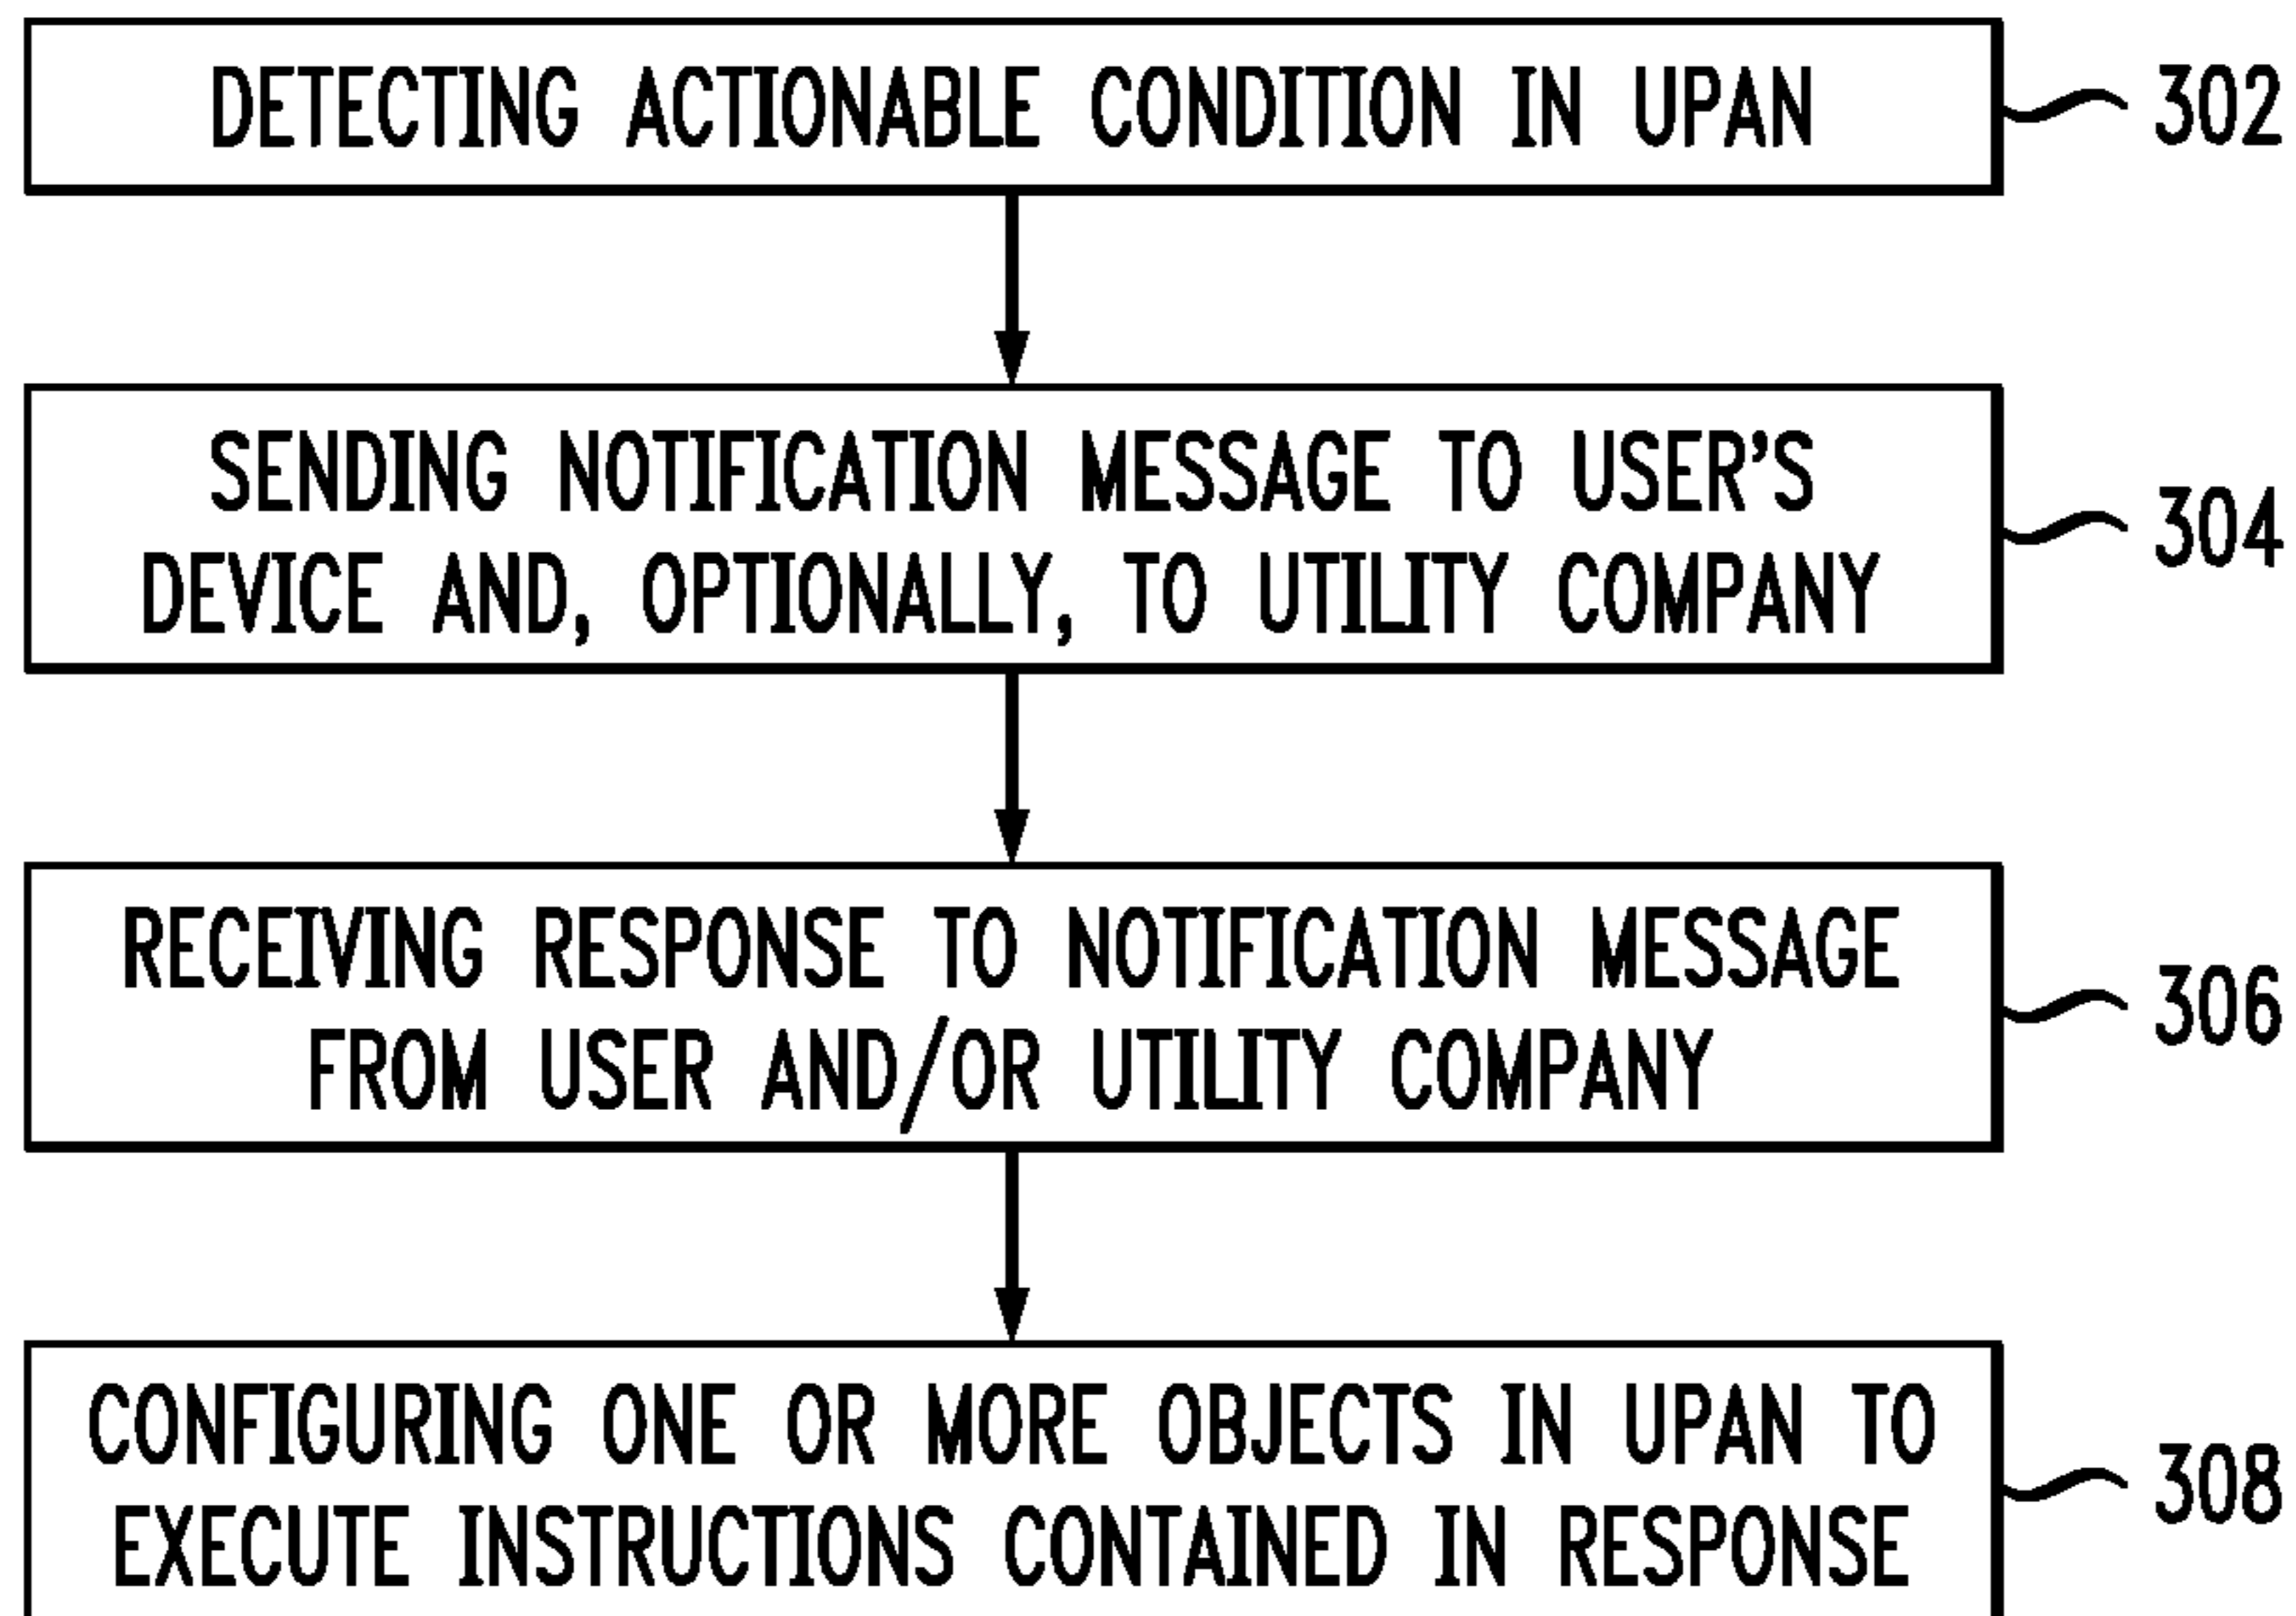 DETECTING ACTIONABLE CONDITION IN UPAN
302
SENDING NOTIFICATION MESSAGE TO USER'S
DEVICE AND, OPTIONALLY, TO UTILITY COMPANY
304
RECEIVING RESPONSE TO NOTIFICATION MESSAGE
FROM USER AND/OR UTILITY COMPANY
306
CONFIGURING ONE OR MORE OBJECTS IN UPAN TO
EXECUTE INSTRUCTIONS CONTAINED IN RESPONSE
308